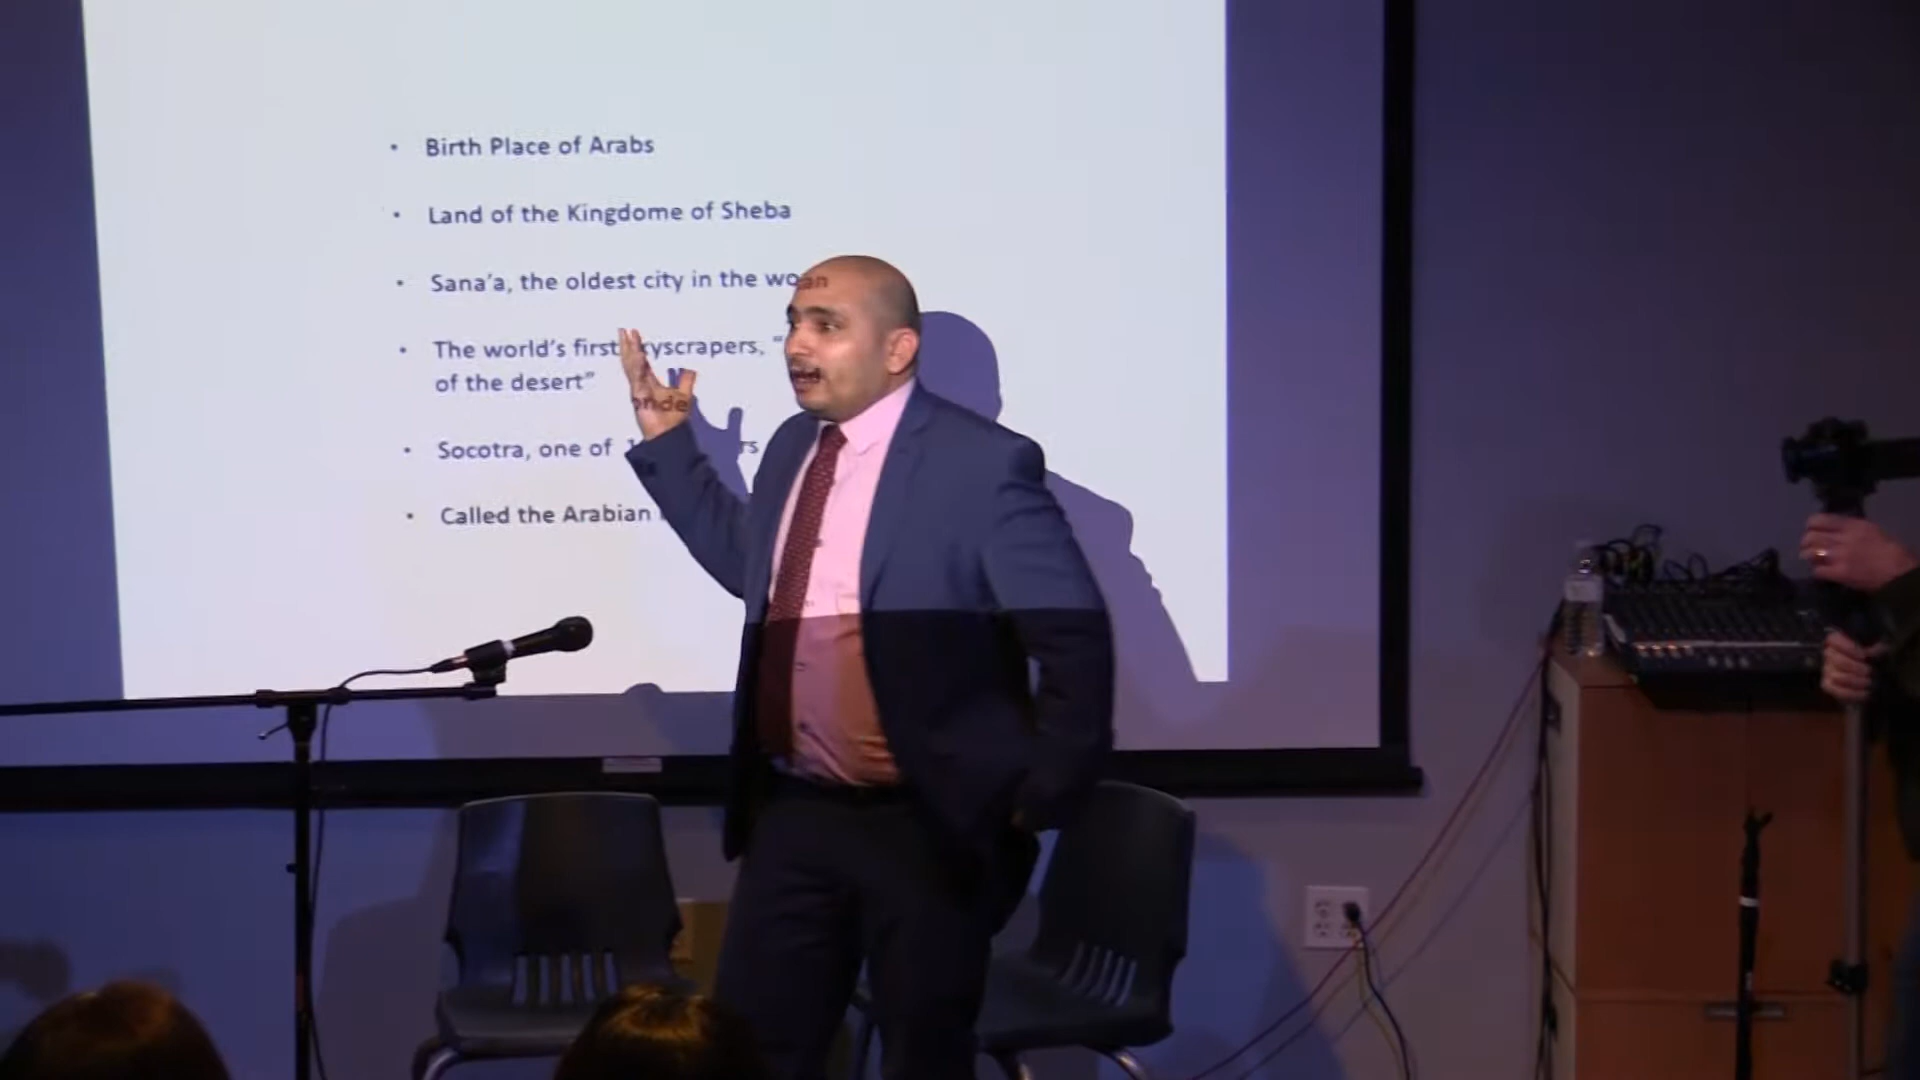 • Birth Place of Arabs
• Land of the Kingdome of Sheba
• Sana’a, the oldest city in the
• The world’s first “
of the desert”
• Socotra, one of
• Called the Arabian